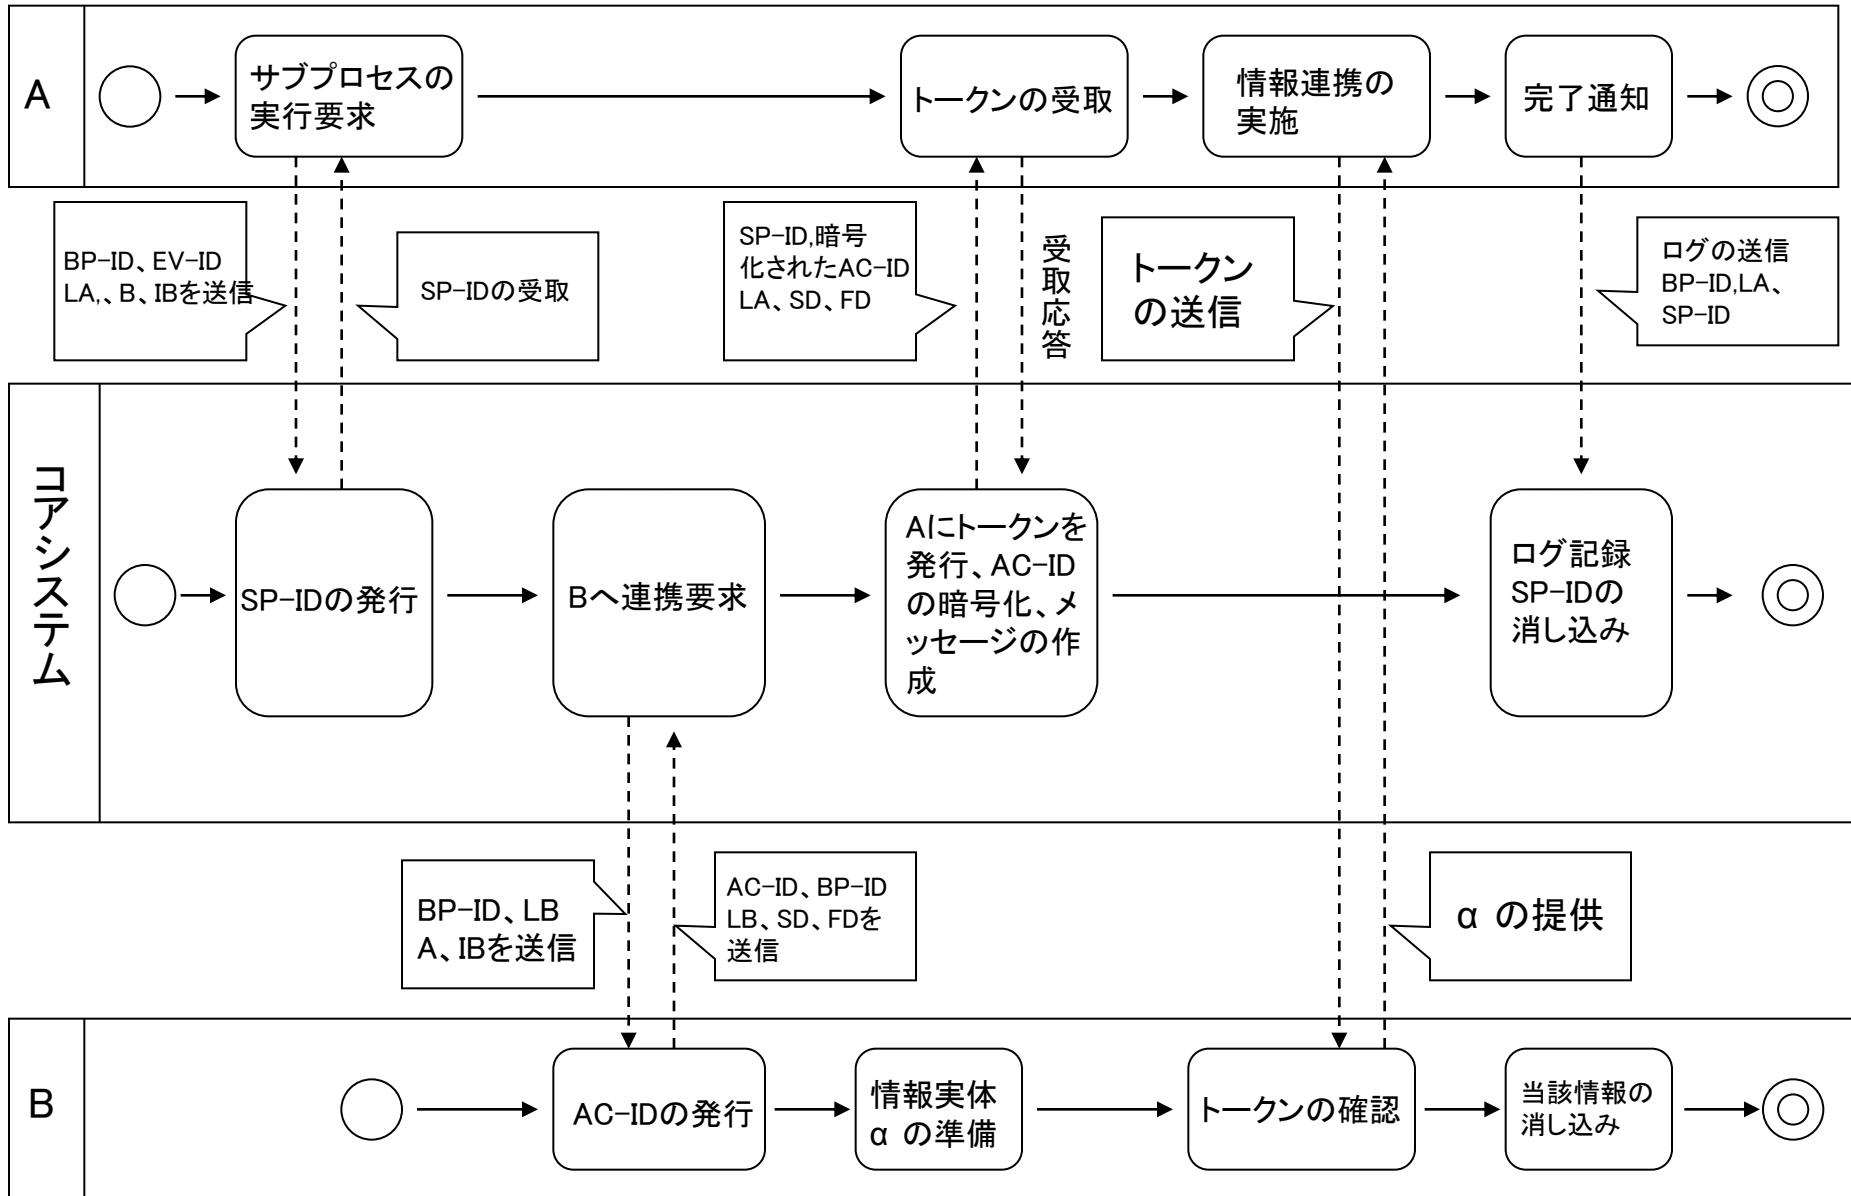 A
サブプロセスの
実行要求
トークンの受取
情報連携の
実施
完了通知
BP-ID、EV-ID
LA,、B、IBを送信
SP-IDの受取
SP-ID,暗号
化されたAC-ID
LA、SD、FD
受取応答
トークン
の送信
ログの送信
BP-ID,LA、
SP-ID
コアシステム
SP-IDの発行
Bへ連携要求
Aにトークンを
発行、AC-ID
の暗号化、メ
ッセージの作
成
ログ記録
SP-IDの
消し込み
BP-ID、LB
A、IBを送信
AC-ID、BP-ID
LB、SD、FDを
送信
α の提供
B
AC-IDの発行
情報実体
α の準備
トークンの確認
当該情報の
消し込み